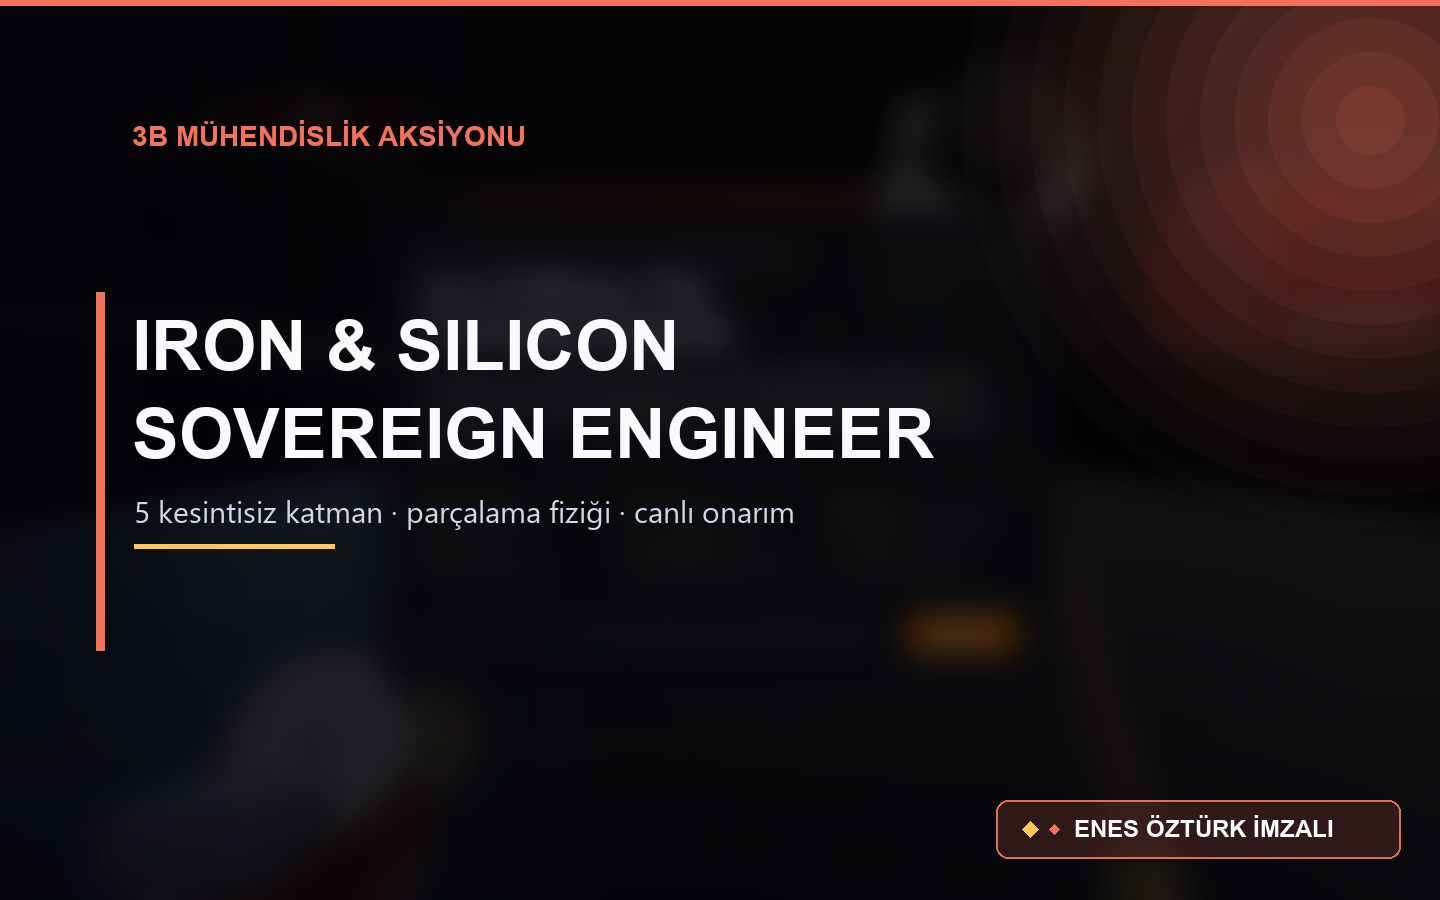 3B MÜHENDİSLİK AKSİYONU
IRON & SILICON
SOVEREIGN ENGINEER
5 kesintisiz katman · parçalama fiziği · canlı onarım
ENES ÖZTÜRK İMZALI